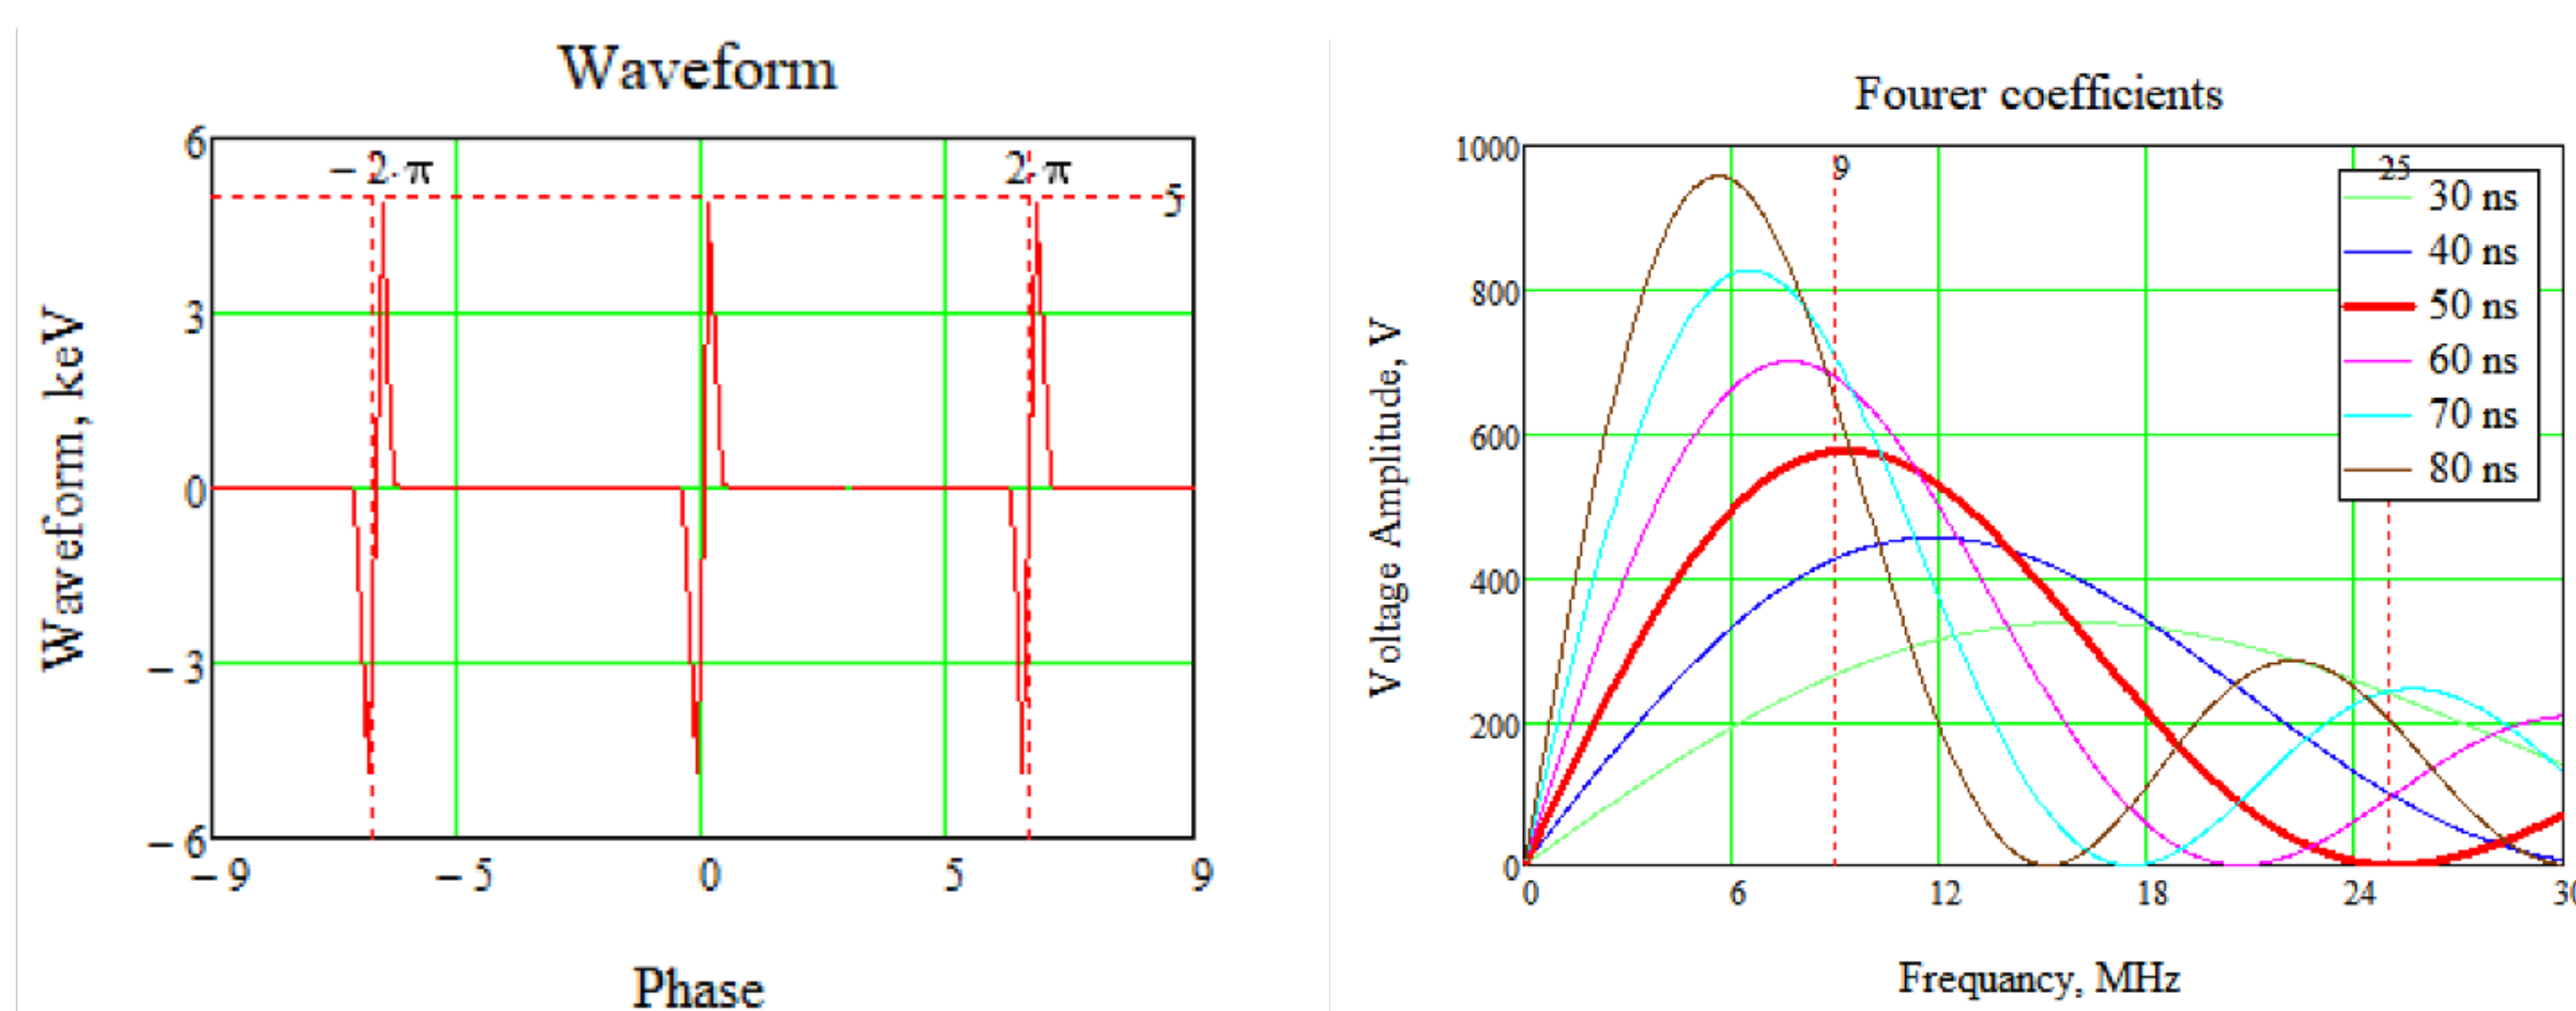 Waveform
6
3
0
− 3
− 6
− 2·π
2·π
5
Waveform, keV
− 9
− 5
0
5
9
Phase
Fourer coefficients
1000
800
600
400
200
0
9
25
30 ns
40 ns
50 ns
60 ns
70 ns
80 ns
Voltage Amplitude, V
0
6
12
18
24
30
Frequancy, MHz